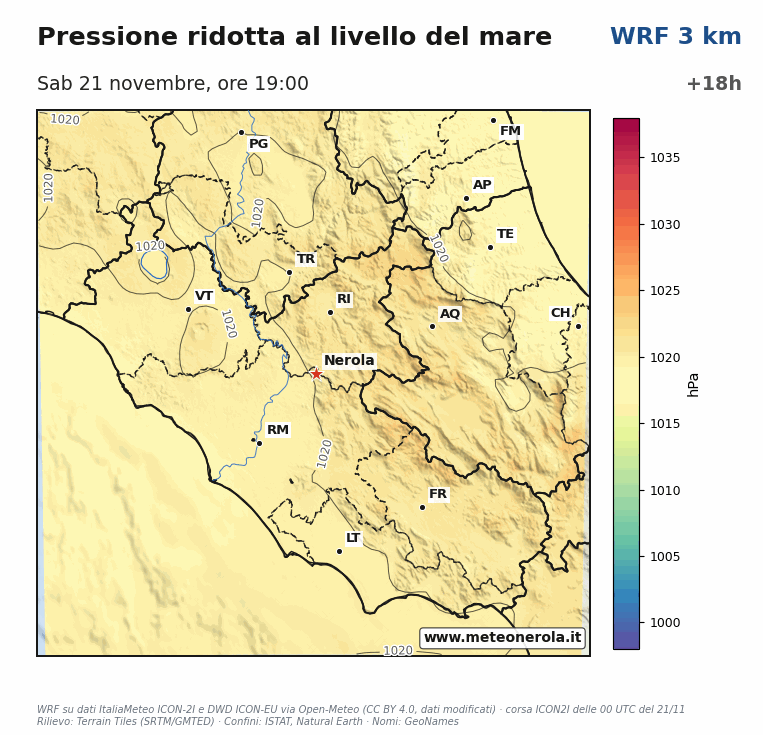 Pressione ridotta al livello del mare
WRF 3 km
Sab 21 novembre, ore 19:00
+18h
1020
FM
PG
1020
AP
1020
TE
1020
1020
TR
VT
RI
AQ
CH
1020
Nerola
RM
1020
FR
LT
www.meteonerola.it
1020
1035
1030
1025
1020
1015
1010
1005
1000
hPa
WRF su dati ItaliaMeteo ICON-2I e DWD ICON-EU via Open-Meteo (CC BY 4.0, dati modificati) · corsa ICON2I delle 00 UTC del 21/11
Rilievo: Terrain Tiles (SRTM/GMTED) · Confini: ISTAT, Natural Earth · Nomi: GeoNames